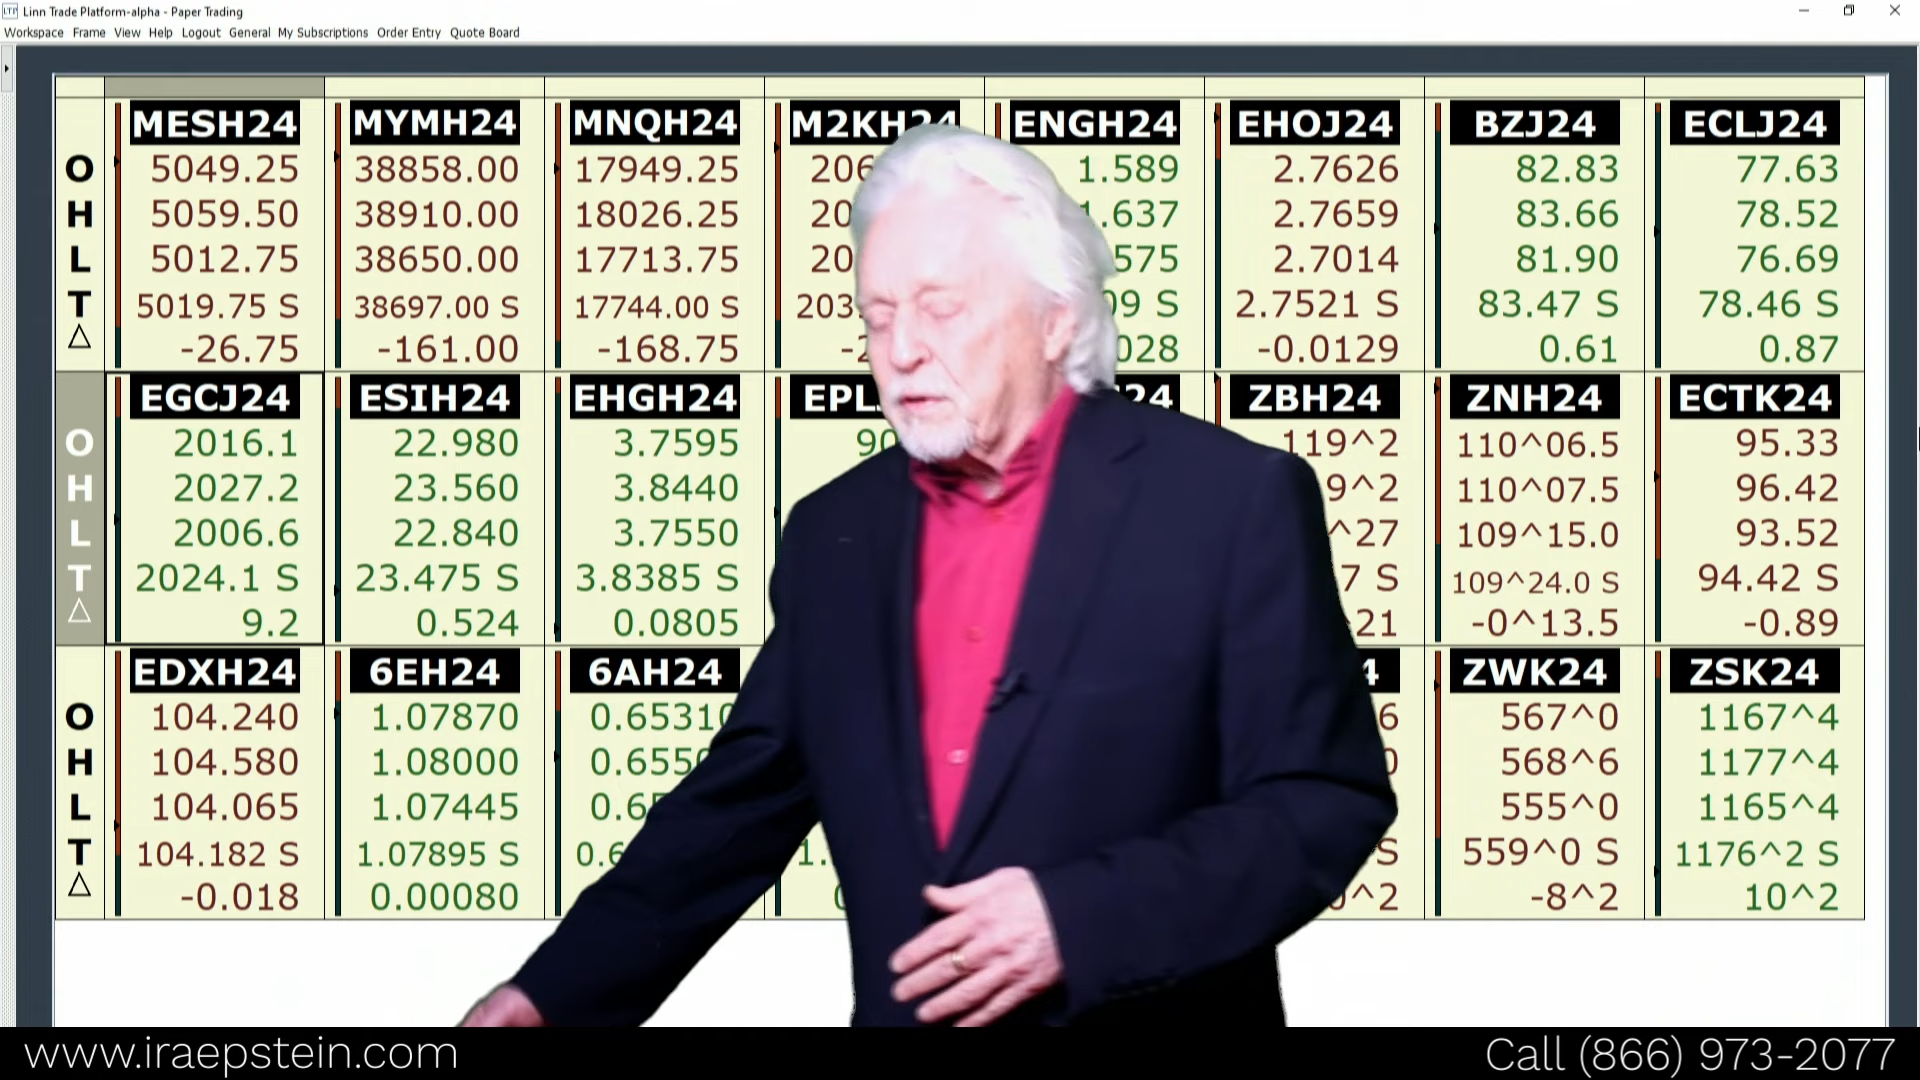 Linn Trade Platform-alpha - Paper Trading
Workspace Frame View Help Logout General My Subscriptions Order Entry Quote Board
MESH24 MYMH24 MNQH24 M2KH24 ENGH24 EHOJ24 BZJ24 ECLJ24
O 5049.25 38858.00 17949.25 1.589 2.7626 82.83 77.63
H 5059.50 38910.00 18026.25 1.637 2.7659 83.66 78.52
L 5012.75 38650.00 17713.75 2.7014 81.90 76.69
T 5019.75 S 38697.00 S 17744.00 S 2.7521 S 83.47 S 78.46 S
△ -26.75 -161.00 -168.75 -0.0129 0.61 0.87
EGCJ24 ESIH24 EHGH24 ZBH24 ZNH24 ECTK24
O 2016.1 22.980 3.7595 119^2 110^06.5 95.33
H 2027.2 23.560 3.8440 110^07.5 96.42
L 2006.6 22.840 3.7550 109^15.0 93.52
T 2024.1 S 23.475 S 3.8385 S 109^24.0 S 94.42 S
△ 9.2 0.524 0.0805 -0^13.5 -0.89
EDXH24 6EH24 6AH24 ZWK24 ZSK24
O 104.240 1.07870 0.65310 567^0 1167^4
H 104.580 1.08000 568^6 1177^4
L 104.065 1.07445 555^0 1165^4
T 104.182 S 1.07895 S 559^0 S 1176^2 S
△ -0.018 0.00080 -8^2 10^2
www.iraepstein.com
Call (866) 973-2077